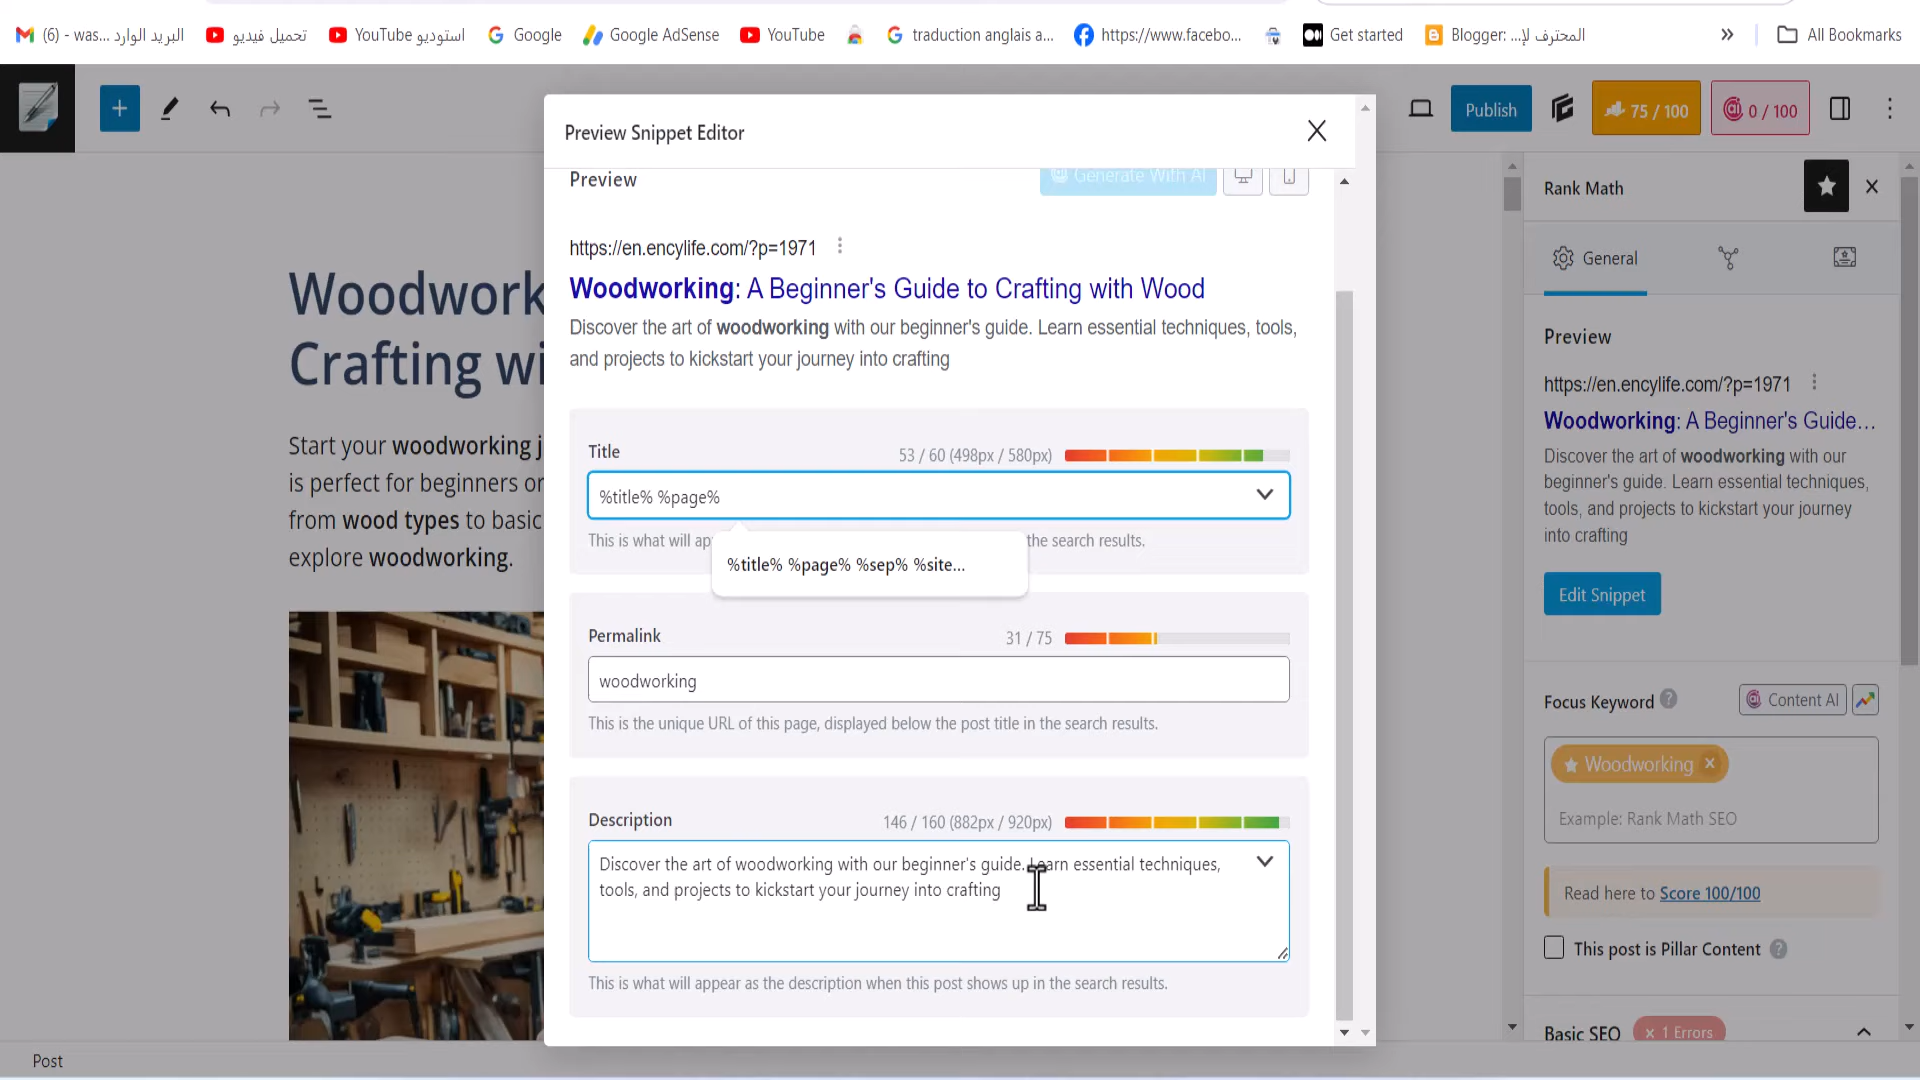 (6) - was... البريد الوارد
تحميل فيديو
YouTube استوديو
Google
Google AdSense
YouTube
traduction anglais a...
https://www.facebo...
Get started
Blogger: ...المحترف لإ
»
All Bookmarks
Publish
75 / 100
0 / 100
Preview Snippet Editor
Preview
Generate With AI
https://en.encylife.com/?p=1971
Woodworking: A Beginner's Guide to Crafting with Wood
Discover the art of woodworking with our beginner's guide. Learn essential techniques, tools,
and projects to kickstart your journey into crafting
Title
53 / 60 (498px / 580px)
%title% %page%
This is what will ap
the search results.
%title% %page% %sep% %site...
Permalink
31 / 75
woodworking
This is the unique URL of this page, displayed below the post title in the search results.
Description
146 / 160 (882px / 920px)
Discover the art of woodworking with our beginner's guide. Learn essential techniques,
tools, and projects to kickstart your journey into crafting
This is what will appear as the description when this post shows up in the search results.
Woodwork
Crafting wi
Start your woodworking j
is perfect for beginners or
from wood types to basic
explore woodworking.
Rank Math
General
Preview
https://en.encylife.com/?p=1971
Woodworking: A Beginner's Guide...
Discover the art of woodworking with our
beginner's guide. Learn essential techniques,
tools, and projects to kickstart your journey
into crafting
Edit Snippet
Focus Keyword
Content AI
Woodworking
Example: Rank Math SEO
Read here to Score 100/100
This post is Pillar Content
Basic SEO
× 1 Errors
Post